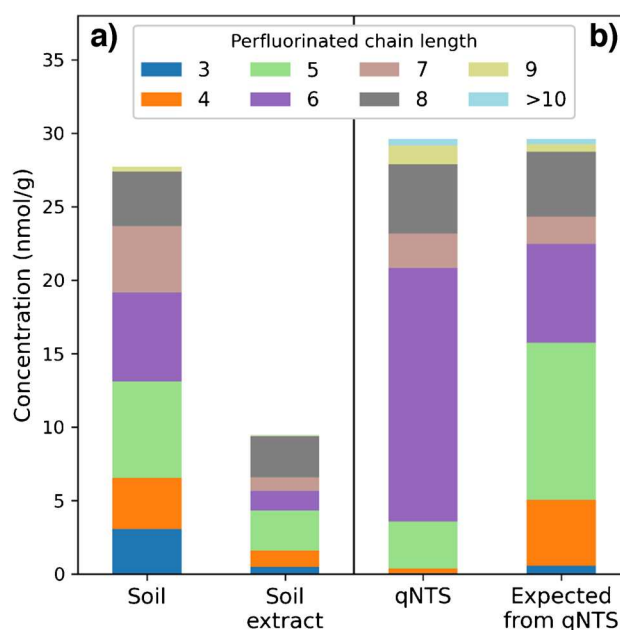 a)
b)
Perfluorinated chain length
3 5 7 9
4 6 8 >10
Concentration (nmol/g)
35
30
25
20
15
10
5
0
Soil
Soil
extract
qNTS
Expected
from qNTS